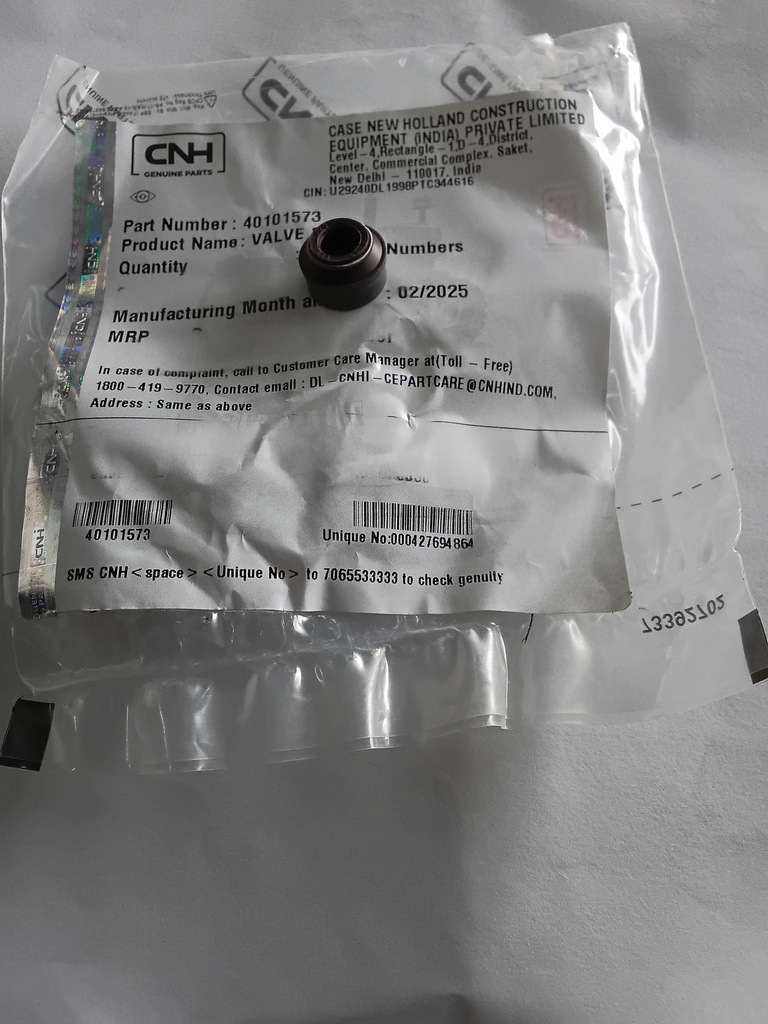 CNH
GENUINE PARTS
CASE NEW HOLLAND CONSTRUCTION
EQUIPMENT (INDIA) PRIVATE LIMITED
Level-4,Rectangle-1,D-4,District,
Center, Commercial Complex, Saket,
New Delhi - 110017, India
CIN: U29240DL1998PTC344616
Part Number : 40101573
Product Name: VALVE
Quantity : Numbers
Manufacturing Month : 02/2025
MRP
In case of complaint, call to Customer Care Manager at(Toll - Free)
1800-419-9770, Contact email : DL-CNHI-CEPARTCARE@CNHIND.COM,
Address : Same as above
40101573
Unique No:000427694864
SMS CNH < space > < Unique No > to 7065533333 to check genuity
73392702
CNH
CNH
CNH